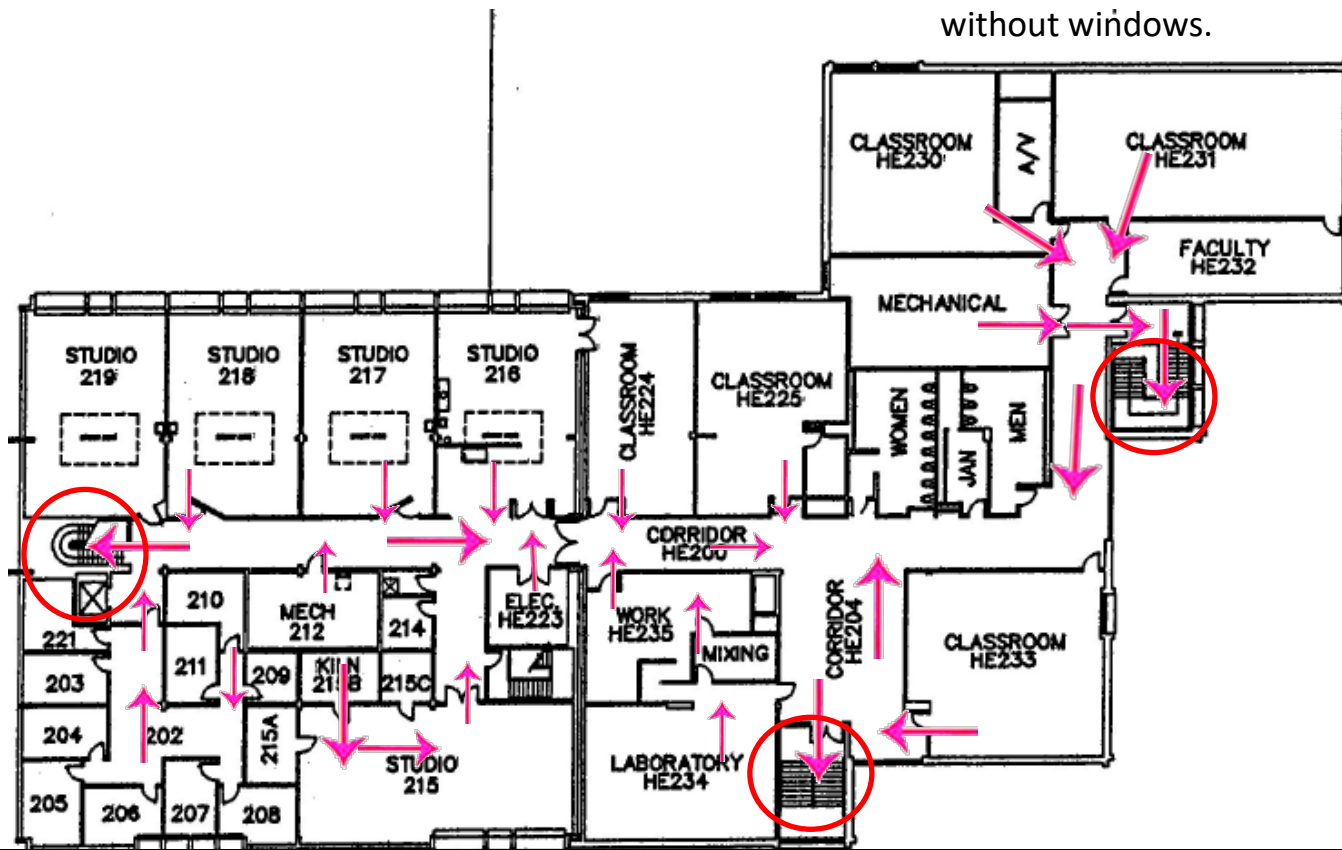 without windows.
CLASSROOM
HE230
A/V
CLASSROOM
HE231
FACULTY
HE232
MECHANICAL
STUDIO
219
STUDIO
218
STUDIO
217
STUDIO
216
CLASSROOM
HE224
CLASSROOM
HE225
WOMEN
JAN
MEN
CORRIDOR
HE200
210
MECH
212
214
ELEC.
HE223
WORK
HE235
MIXING
CORRIDOR
HE204
CLASSROOM
HE233
221
211
209
KILN
215B
215C
203
204
202
215A
STUDIO
215
LABORATORY
HE234
205
206
207
208